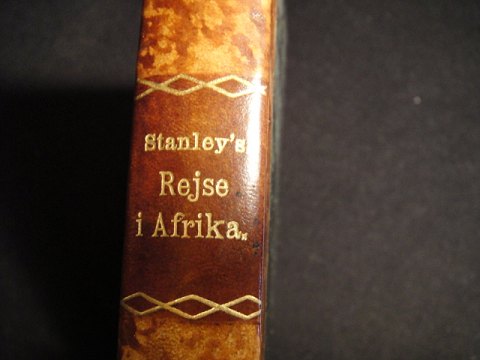 Stanley's
Rejse
i Afrika.